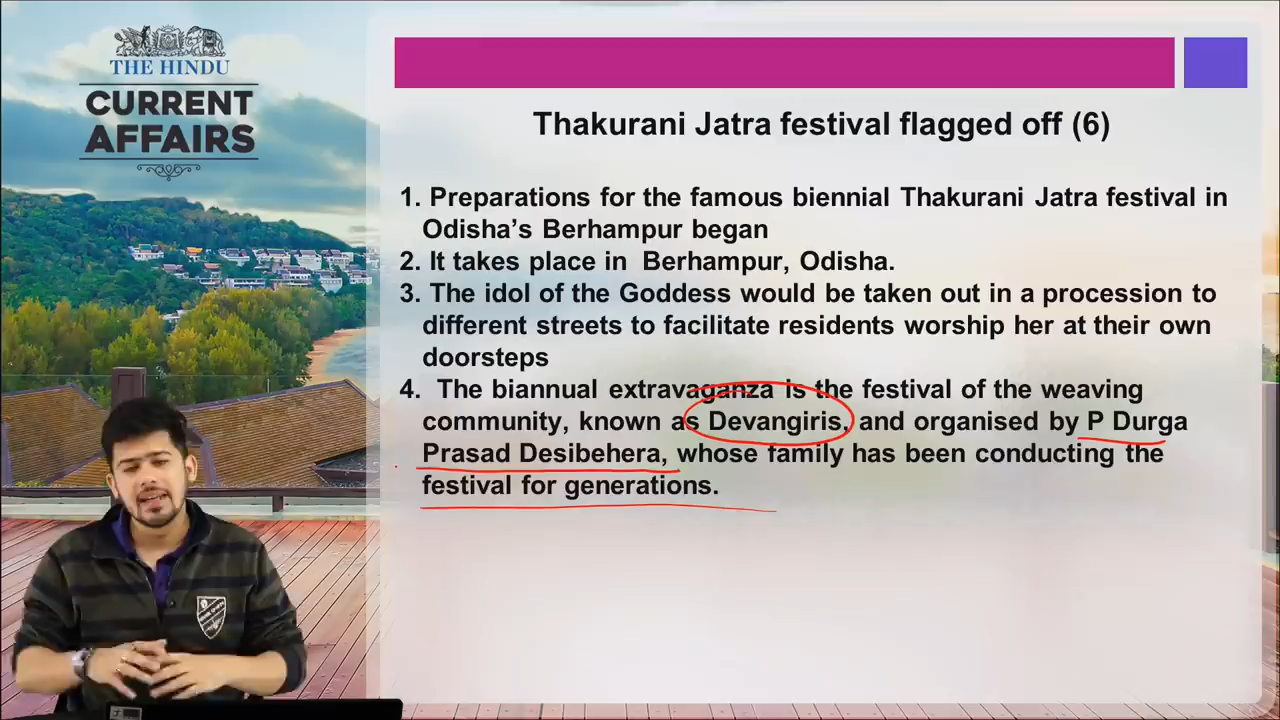 THE HINDU
CURRENT
AFFAIRS
Thakurani Jatra festival flagged off (6)
1. Preparations for the famous biennial Thakurani Jatra festival in
Odisha’s Berhampur began
2. It takes place in Berhampur, Odisha.
3. The idol of the Goddess would be taken out in a procession to
different streets to facilitate residents worship her at their own
doorsteps
4. The biannual extravaganza is the festival of the weaving
community, known as Devangiris, and organised by P Durga
Prasad Desibehera, whose family has been conducting the
festival for generations.